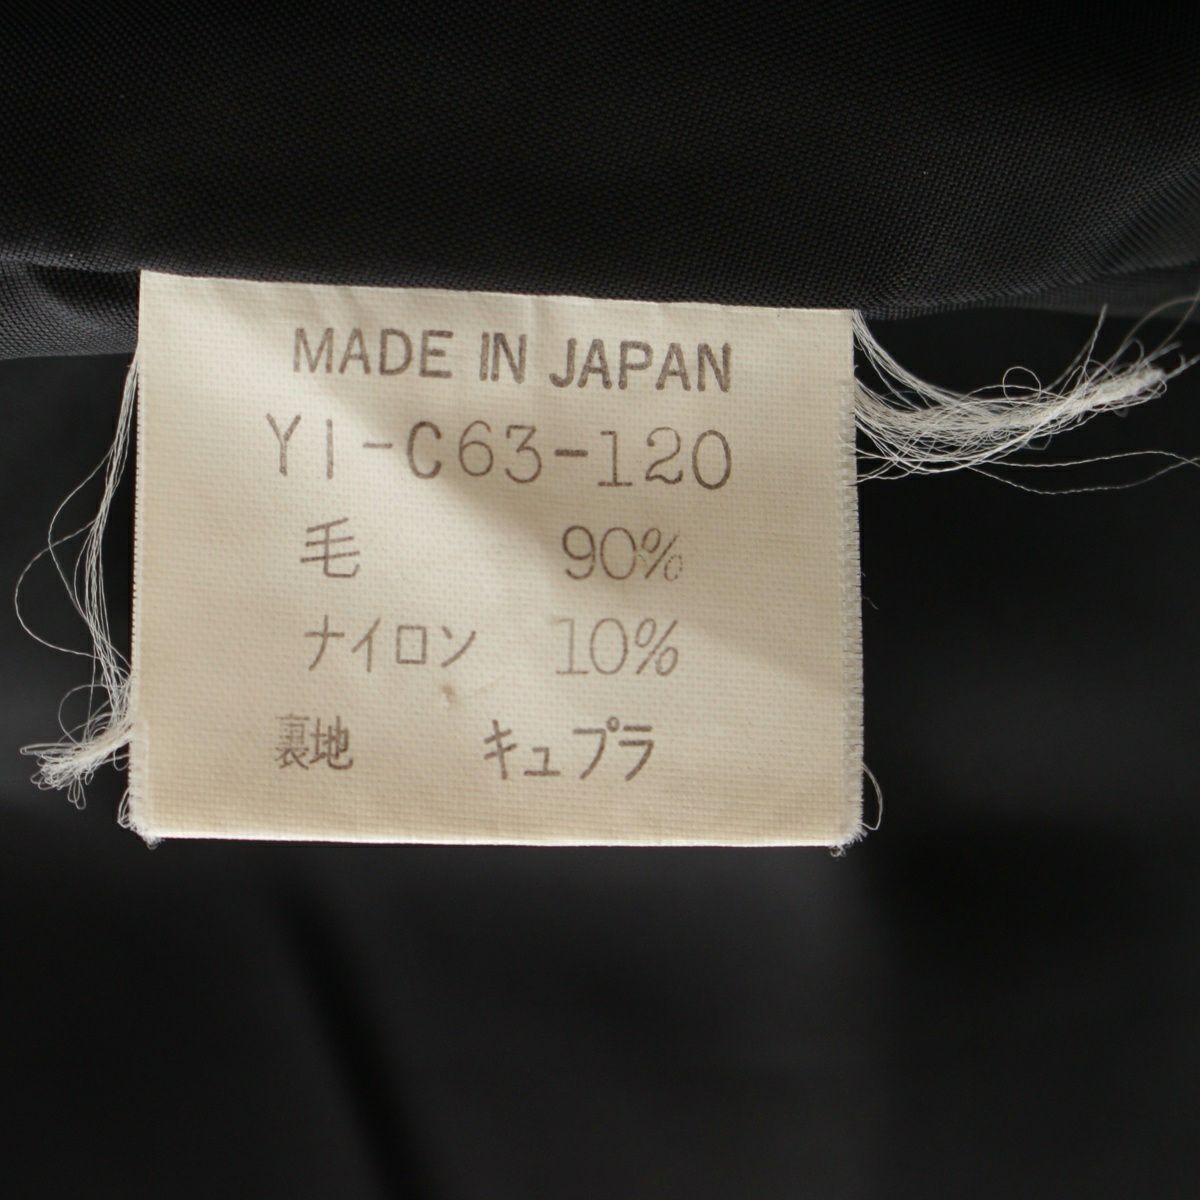 MADE IN JAPAN
YI-C63-120
毛 90%
ナイロン 10%
裏地 キュプラ